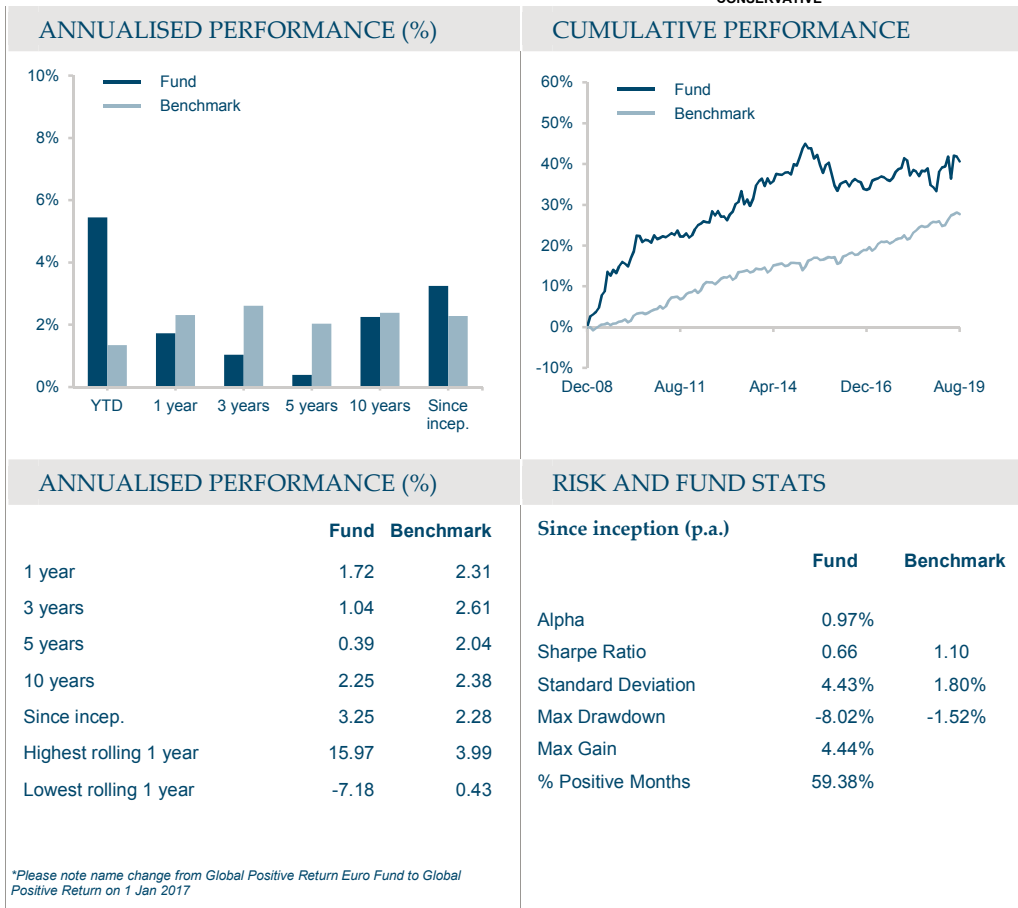 CONSERVATIVE
ANNUALISED PERFORMANCE (%)
10%
8%
6%
4%
2%
0%
Fund
Benchmark
YTD 1 year 3 years 5 years 10 years Since
incep.
CUMULATIVE PERFORMANCE
60%
50%
40%
30%
20%
10%
0%
-10%
Fund
Benchmark
Dec-08 Aug-11 Apr-14 Dec-16 Aug-19
ANNUALISED PERFORMANCE (%)
Fund Benchmark
1 year 1.72 2.31
3 years 1.04 2.61
5 years 0.39 2.04
10 years 2.25 2.38
Since incep. 3.25 2.28
Highest rolling 1 year 15.97 3.99
Lowest rolling 1 year -7.18 0.43
*Please note name change from Global Positive Return Euro Fund to Global
Positive Return on 1 Jan 2017
RISK AND FUND STATS
Since inception (p.a.)
Fund Benchmark
Alpha 0.97%
Sharpe Ratio 0.66 1.10
Standard Deviation 4.43% 1.80%
Max Drawdown -8.02% -1.52%
Max Gain 4.44%
% Positive Months 59.38%